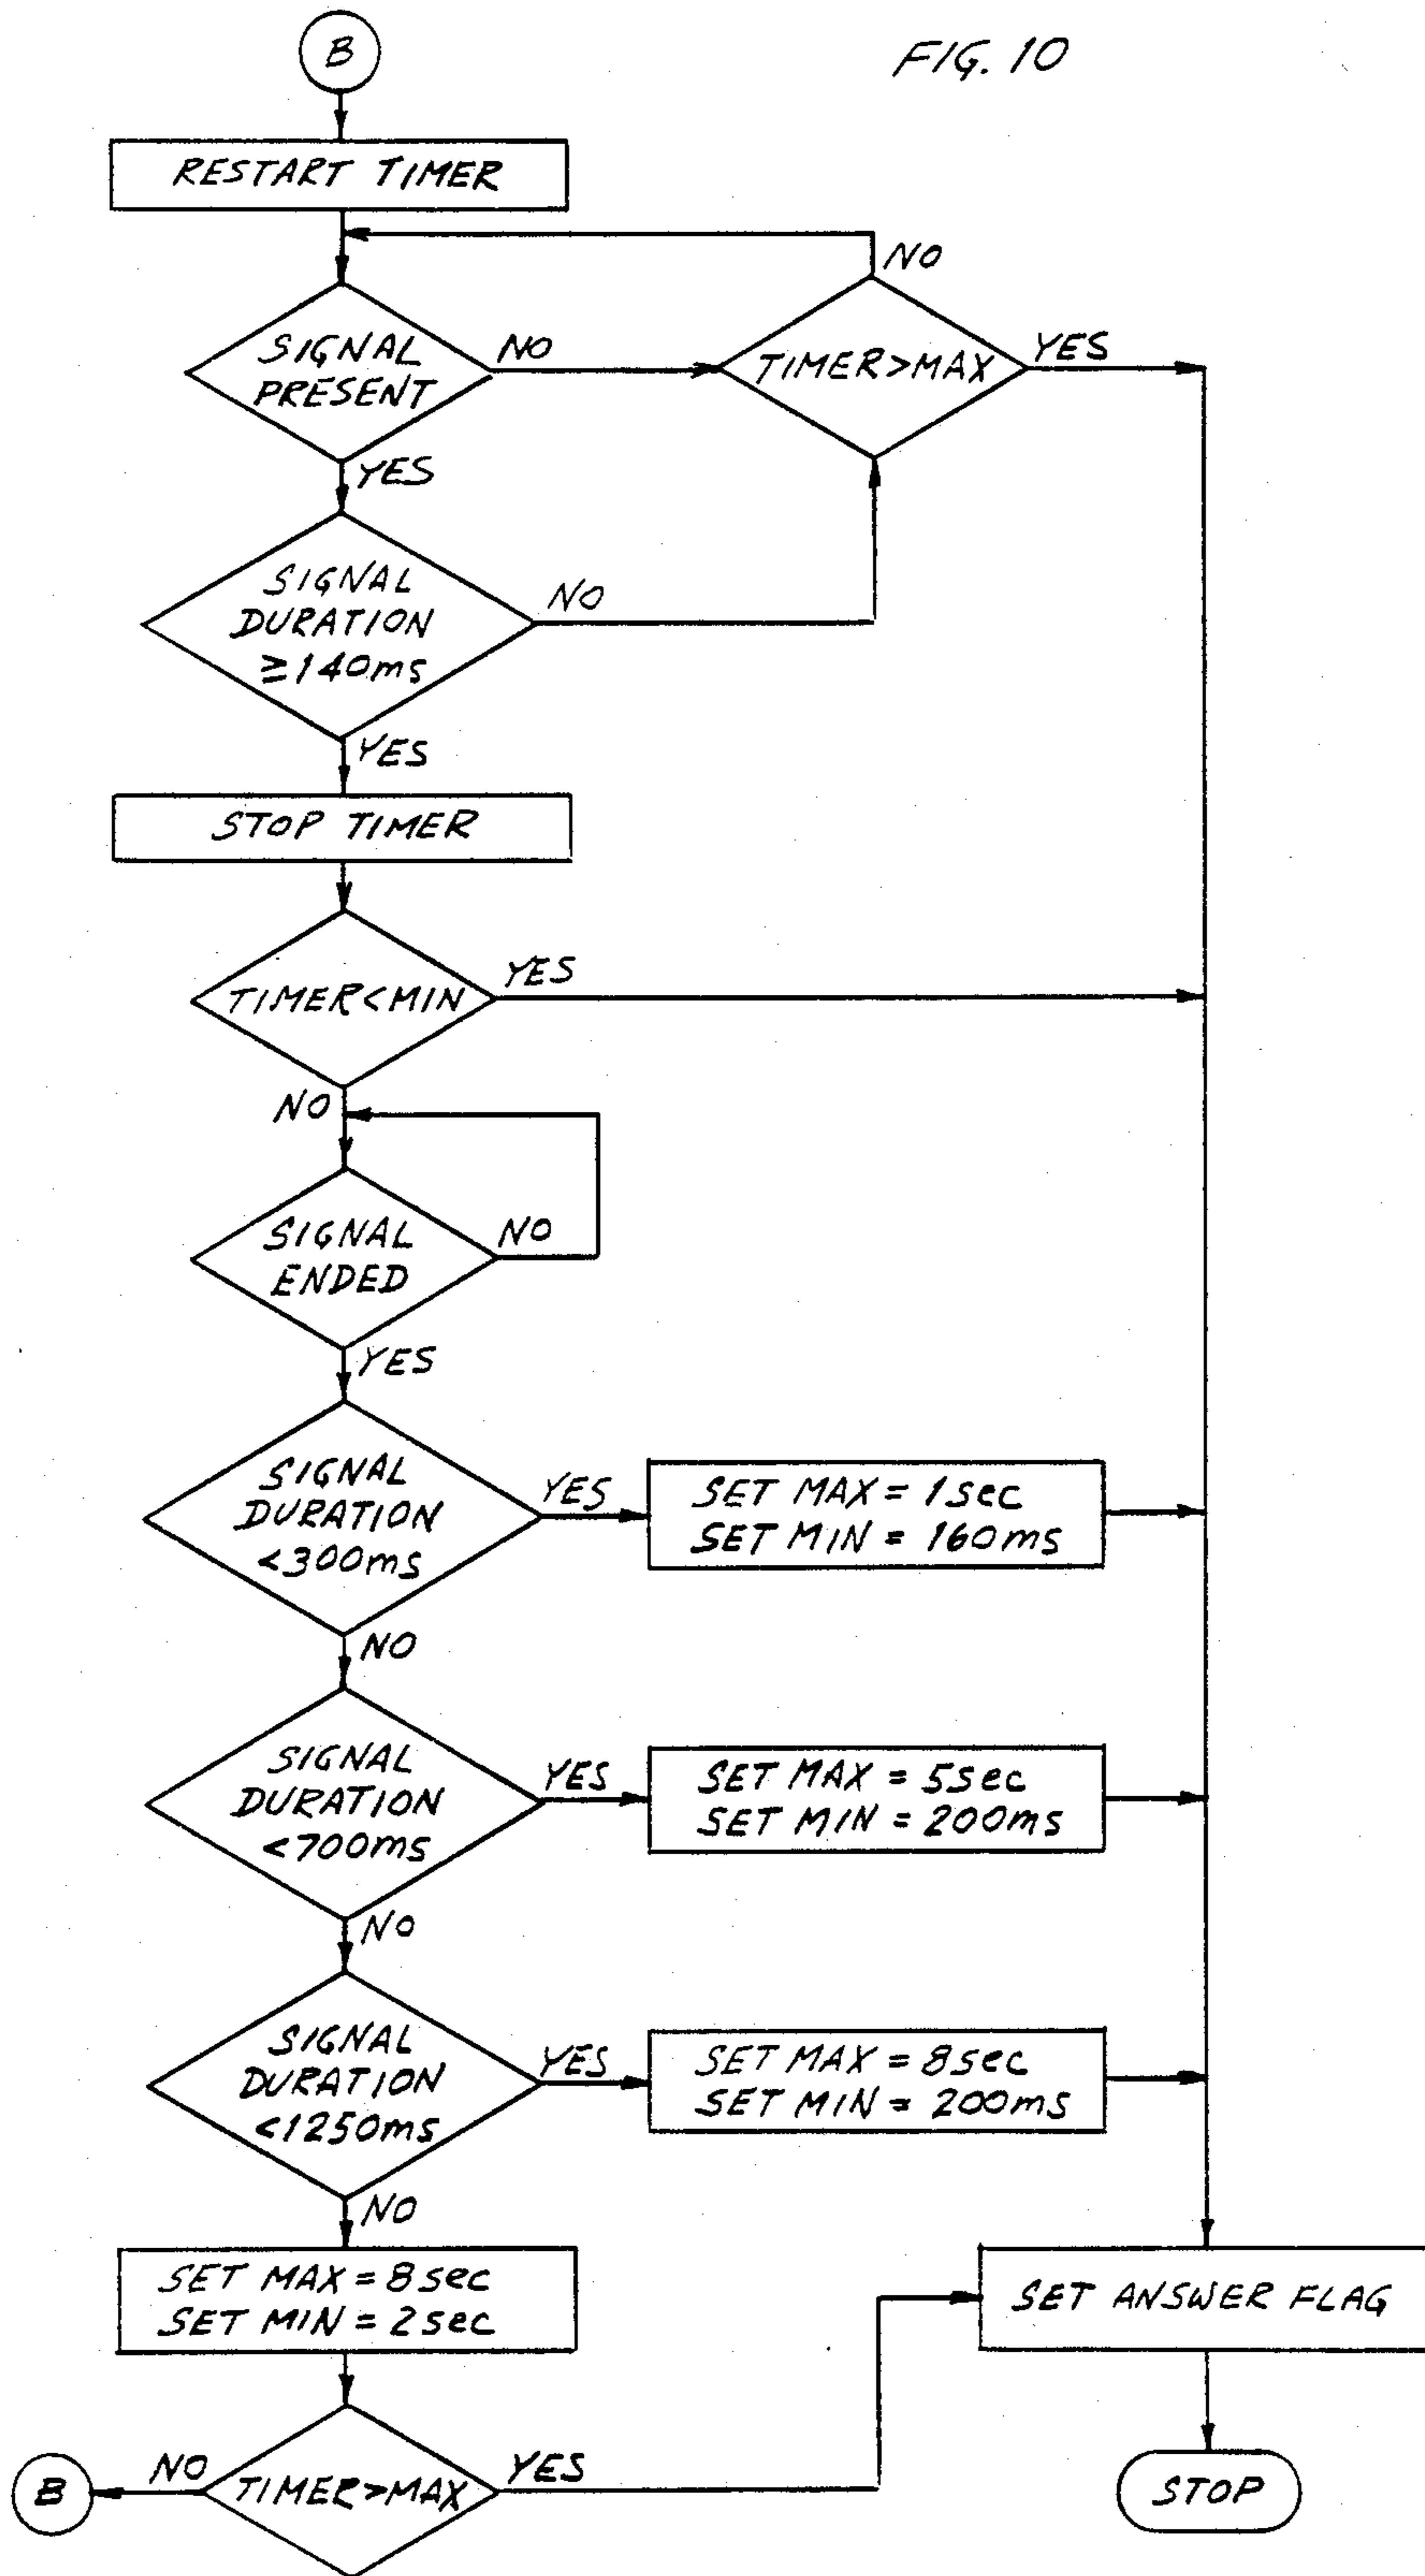 FIG. 10
B
RESTART TIMER
NO
SIGNAL
PRESENT
NO
TIMER>MAX
YES
YES
SIGNAL
DURATION
≥140ms
NO
YES
STOP TIMER
TIMER<MIN
YES
NO
SIGNAL
ENDED
NO
YES
SIGNAL
DURATION
<300ms
YES
SET MAX = 1sec
SET MIN = 160ms
NO
SIGNAL
DURATION
<700ms
YES
SET MAX = 5sec
SET MIN = 200ms
NO
SIGNAL
DURATION
<1250ms
YES
SET MAX = 8sec
SET MIN = 200ms
NO
SET MAX = 8sec
SET MIN = 2sec
SET ANSWER FLAG
B
NO
TIMER>MAX
YES
STOP